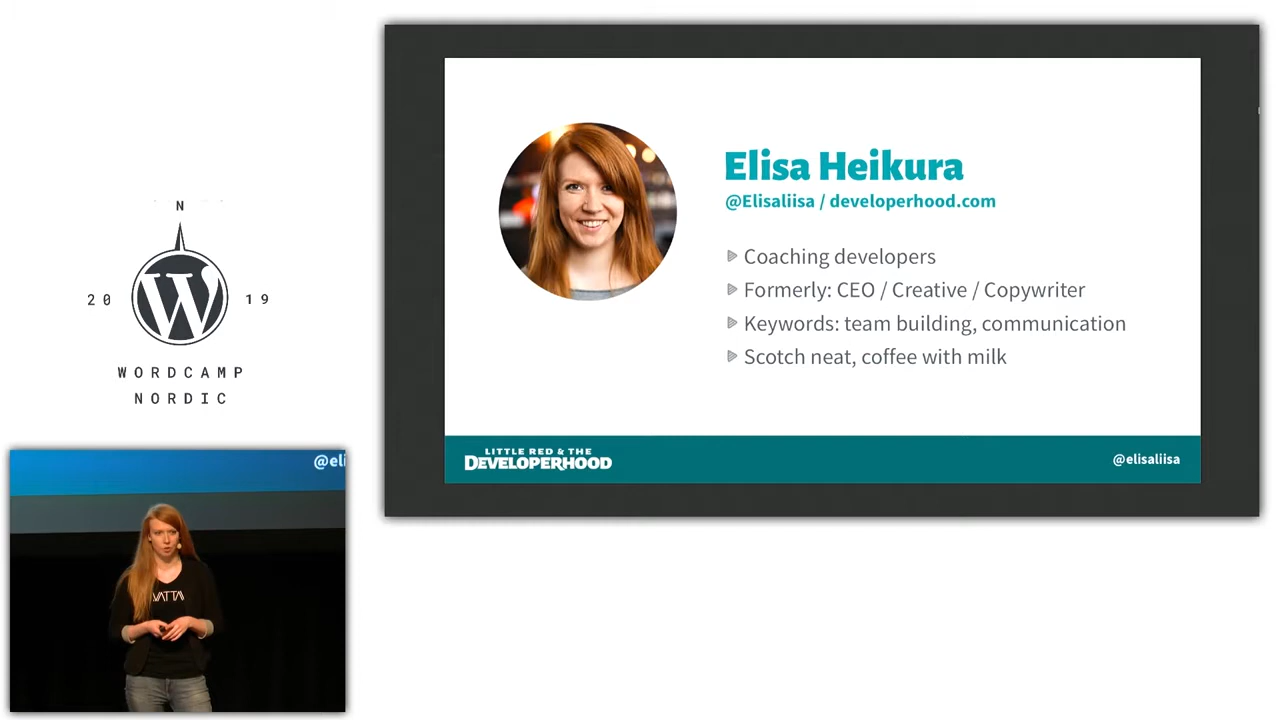 N
20 19
WORDCAMP
NORDIC
Elisa Heikura
@Elisaliisa / developerhood.com
Coaching developers
Formerly: CEO / Creative / Copywriter
Keywords: team building, communication
Scotch neat, coffee with milk
LITTLE RED & THE
DEVELOPERHOOD
@elisaliisa
@eli